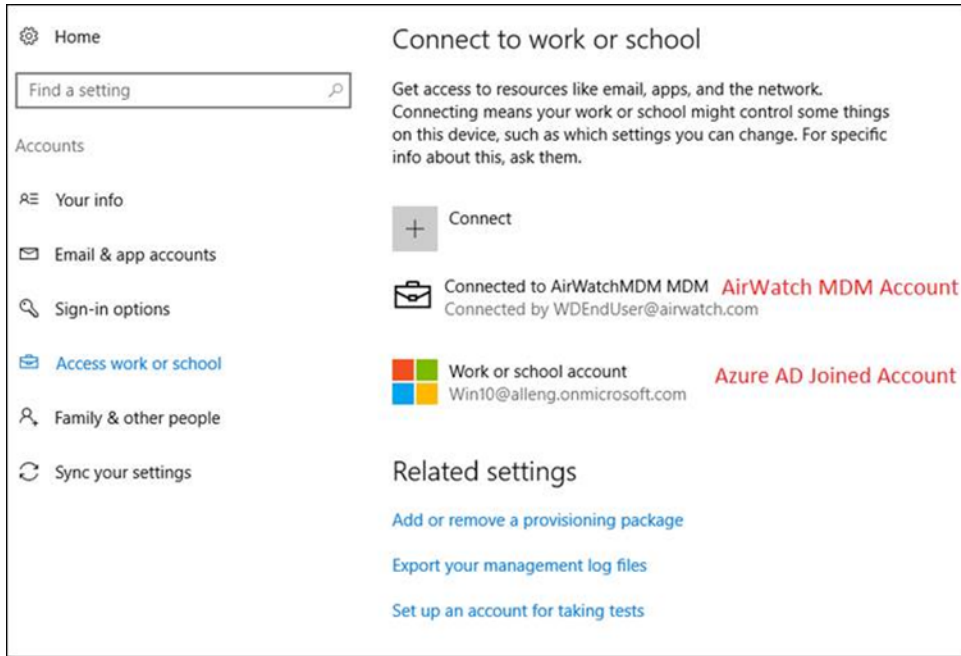 Home
Find a setting
Accounts
Your info
Email & app accounts
Sign-in options
Access work or school
Family & other people
Sync your settings
Connect to work or school
Get access to resources like email, apps, and the network.
Connecting means your work or school might control some things
on this device, such as which settings you can change. For specific
info about this, ask them.
Connect
Connected to AirWatchMDM MDM AirWatch MDM Account
Connected by WDEndUser@airwatch.com
Work or school account Azure AD Joined Account
Win10@alleng.onmicrosoft.com
Related settings
Add or remove a provisioning package
Export your management log files
Set up an account for taking tests